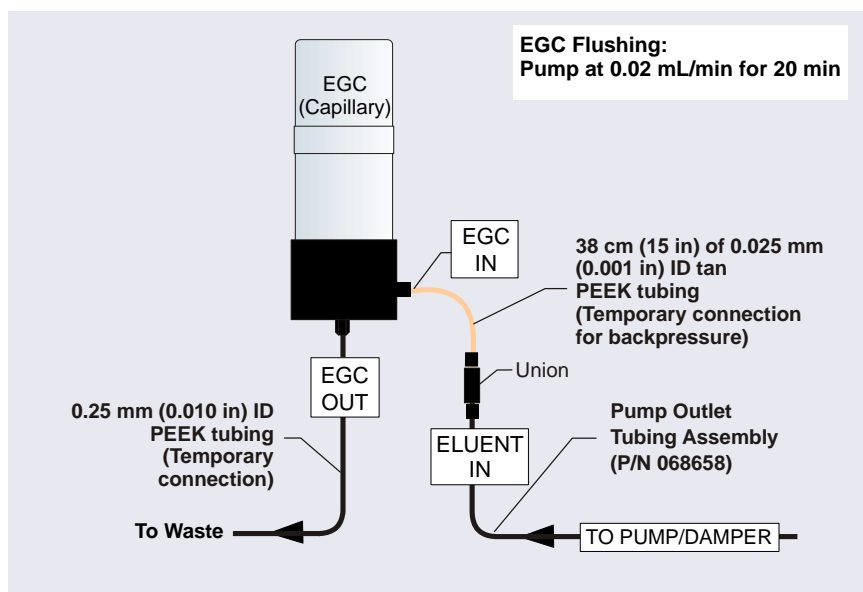 EGC Flushing:
Pump at 0.02 mL/min for 20 min
EGC
(Capillary)
EGC
IN
38 cm (15 in) of 0.025 mm
(0.001 in) ID tan
PEEK tubing
(Temporary connection
for backpressure)
Union
EGC
OUT
0.25 mm (0.010 in) ID
PEEK tubing
(Temporary
connection)
ELUENT
IN
Pump Outlet
Tubing Assembly
(P/N 068658)
To Waste
TO PUMP/DAMPER